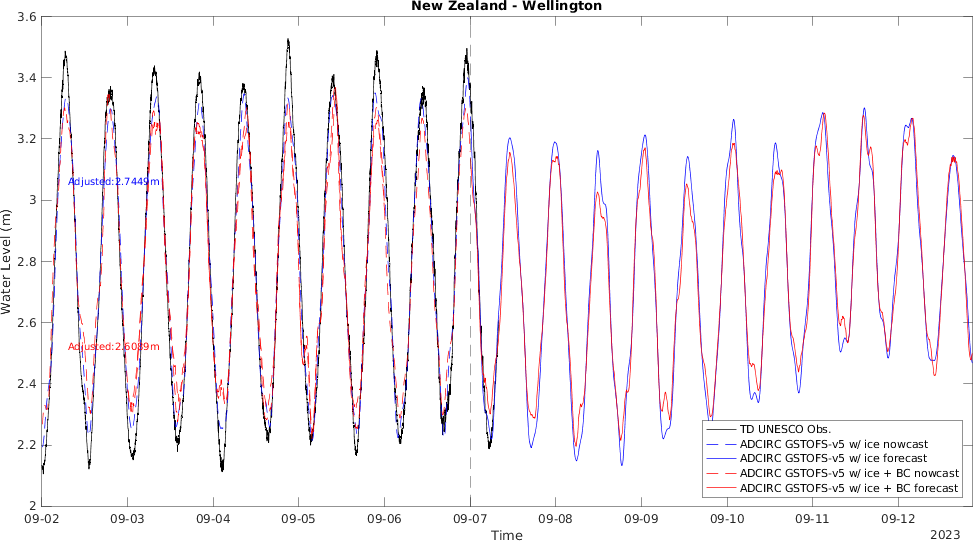 New Zealand - Wellington
3.6
3.4
3.2
3
2.8
2.6
2.4
2.2
2
Water Level (m)
Adjusted:2.7449m
TD UNESCO Obs.
ADCIRC GSTOFS-v5 w/ ice nowcast
ADCIRC GSTOFS-v5 w/ ice forecast
ADCIRC GSTOFS-v5 w/ ice + BC nowcast
ADCIRC GSTOFS-v5 w/ ice + BC forecast
09-02 09-03 09-04 09-05 09-06 09-07 09-08 09-09 09-10 09-11 09-12
Time
2023